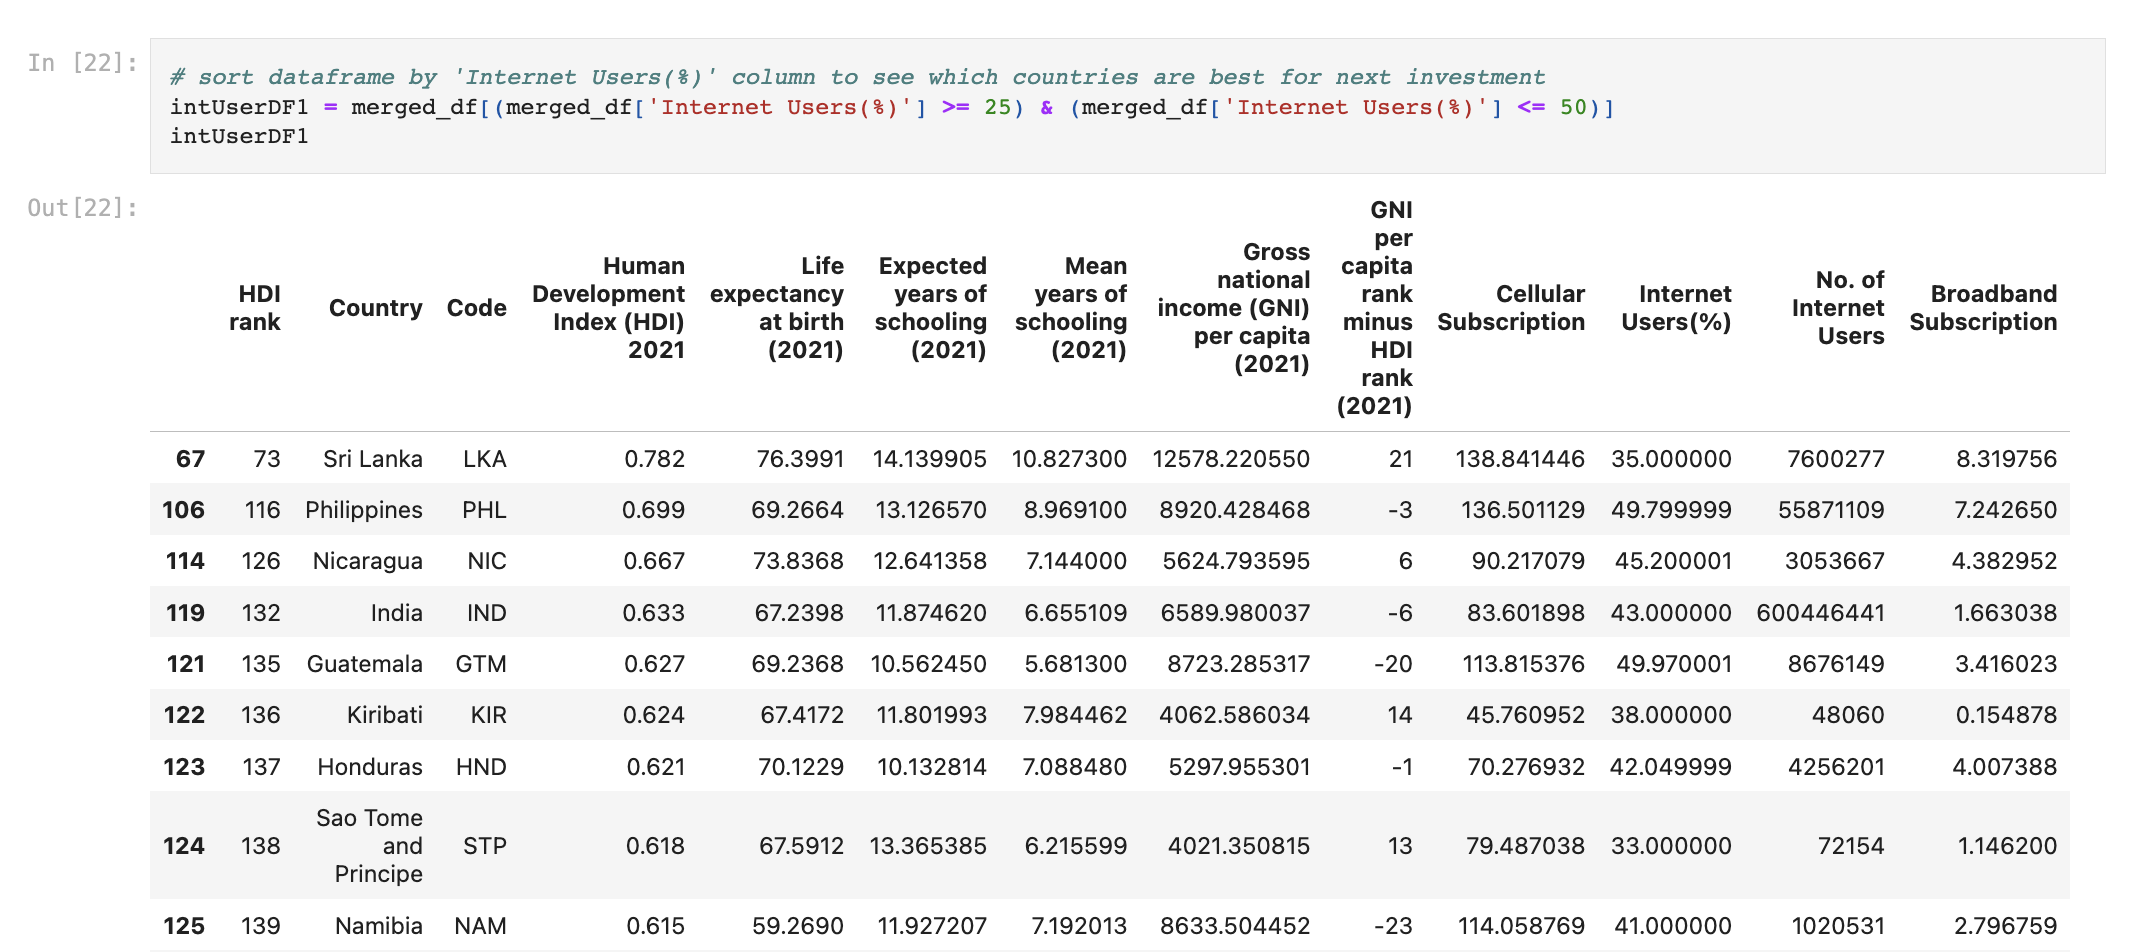 In [22]:
# sort dataframe by 'Internet Users(%)' column to see which countries are best for next investment
intUserDF1 = merged_df[(merged_df['Internet Users(%)'] >= 25) & (merged_df['Internet Users(%)'] <= 50)]
intUserDF1
Out[22]:
HDI rank Country Code Human Development Index (HDI) 2021 Life expectancy at birth (2021) Expected years of schooling (2021) Mean years of schooling (2021) Gross national income (GNI) per capita (2021) GNI per capita rank minus HDI rank (2021) Cellular Subscription Internet Users(%) No. of Internet Users Broadband Subscription
67 73 Sri Lanka LKA 0.782 76.3991 14.139905 10.827300 12578.220550 21 138.841446 35.000000 7600277 8.319756
106 116 Philippines PHL 0.699 69.2664 13.126570 8.969100 8920.428468 -3 136.501129 49.799999 55871109 7.242650
114 126 Nicaragua NIC 0.667 73.8368 12.641358 7.144000 5624.793595 6 90.217079 45.200001 3053667 4.382952
119 132 India IND 0.633 67.2398 11.874620 6.655109 6589.980037 -6 83.601898 43.000000 600446441 1.663038
121 135 Guatemala GTM 0.627 69.2368 10.562450 5.681300 8723.285317 -20 113.815376 49.970001 8676149 3.416023
122 136 Kiribati KIR 0.624 67.4172 11.801993 7.984462 4062.586034 14 45.760952 38.000000 48060 0.154878
123 137 Honduras HND 0.621 70.1229 10.132814 7.088480 5297.955301 -1 70.276932 42.049999 4256201 4.007388
124 138 Sao Tome and Principe STP 0.618 67.5912 13.365385 6.215599 4021.350815 13 79.487038 33.000000 72154 1.146200
125 139 Namibia NAM 0.615 59.2690 11.927207 7.192013 8633.504452 -23 114.058769 41.000000 1020531 2.796759